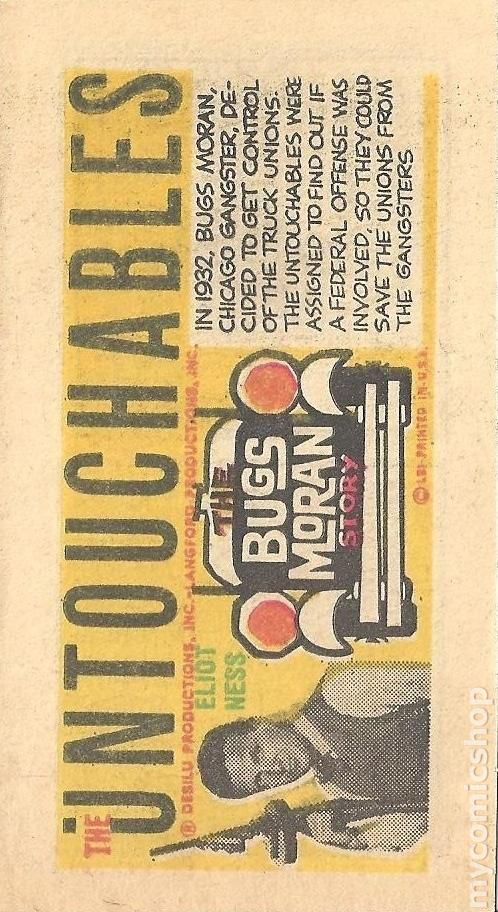 THE
UNTOUCHABLES
® DESILU PRODUCTIONS, INC.-LANGFORD PRODUCTIONS, INC.
ELIOT
NESS
THE
BUGS
MORAN
STORY
IN 1932, BUGS MORAN,
CHICAGO GANGSTER, DE-
CIDED TO GET CONTROL
OF THE TRUCK UNIONS.
THE UNTOUCHABLES WERE
ASSIGNED TO FIND OUT IF
A FEDERAL OFFENSE WAS
INVOLVED, SO THEY COULD
SAVE THE UNIONS FROM
THE GANGSTERS
© LBI-PRINTED IN U.S.A.
mycomicshop